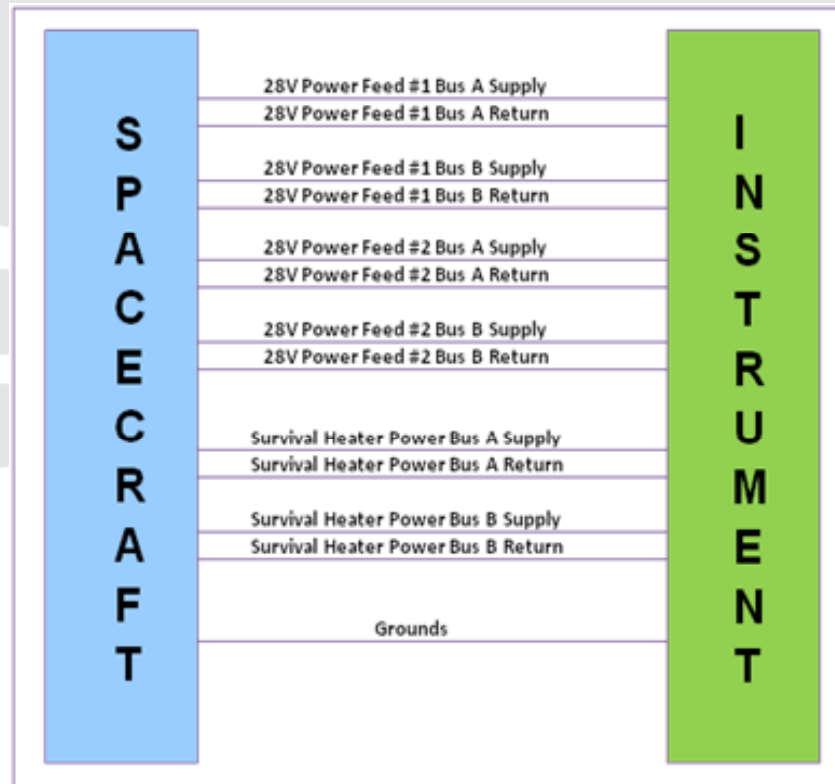 SPACECRAFT
28V Power Feed #1 Bus A Supply
28V Power Feed #1 Bus A Return
28V Power Feed #1 Bus B Supply
28V Power Feed #1 Bus B Return
28V Power Feed #2 Bus A Supply
28V Power Feed #2 Bus A Return
28V Power Feed #2 Bus B Supply
28V Power Feed #2 Bus B Return
Survival Heater Power Bus A Supply
Survival Heater Power Bus A Return
Survival Heater Power Bus B Supply
Survival Heater Power Bus B Return
Grounds
INSTRUMENT